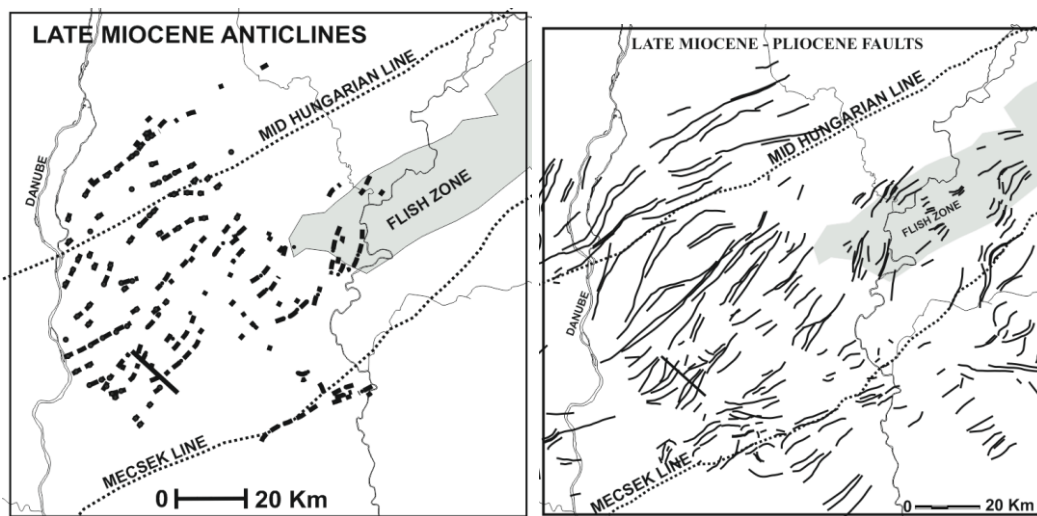 LATE MIOCENE ANTICLINES
MID HUNGARIAN LINE
DANUBE
FLISH ZONE
MECSEK LINE
0 20 Km
LATE MIOCENE - PLIOCENE FAULTS
MID HUNGARIAN LINE
FLISH ZONE
DANUBE
MECSEK LINE
0 20 Km